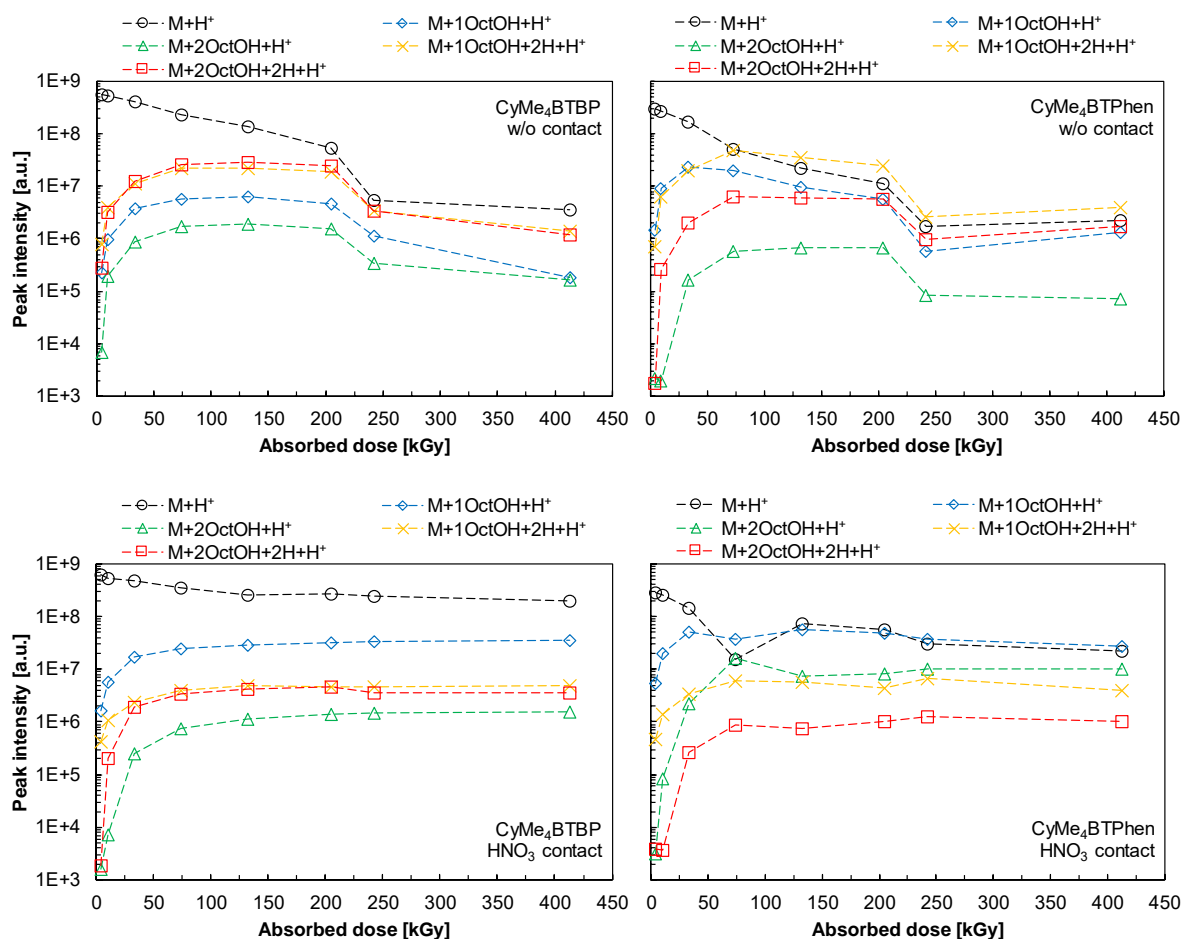 M+H⁺
M+1OctOH+H⁺
M+2OctOH+H⁺
M+1OctOH+2H+H⁺
M+2OctOH+2H+H⁺
1E+9
1E+8
1E+7
1E+6
1E+5
1E+4
1E+3
Peak intensity [a.u.]
CyMe₄BTBP
w/o contact
0 50 100 150 200 250 300 350 400 450
Absorbed dose [kGy]
M+H⁺
M+1OctOH+H⁺
M+2OctOH+H⁺
M+1OctOH+2H+H⁺
M+2OctOH+2H+H⁺
CyMe₄BTPhen
w/o contact
0 50 100 150 200 250 300 350 400 450
Absorbed dose [kGy]
M+H⁺
M+1OctOH+H⁺
M+2OctOH+H⁺
M+1OctOH+2H+H⁺
M+2OctOH+2H+H⁺
1E+9
1E+8
1E+7
1E+6
1E+5
1E+4
1E+3
Peak intensity [a.u.]
CyMe₄BTBP
HNO₃ contact
0 50 100 150 200 250 300 350 400 450
Absorbed dose [kGy]
M+H⁺
M+1OctOH+H⁺
M+2OctOH+H⁺
M+1OctOH+2H+H⁺
M+2OctOH+2H+H⁺
CyMe₄BTPhen
HNO₃ contact
0 50 100 150 200 250 300 350 400 450
Absorbed dose [kGy]